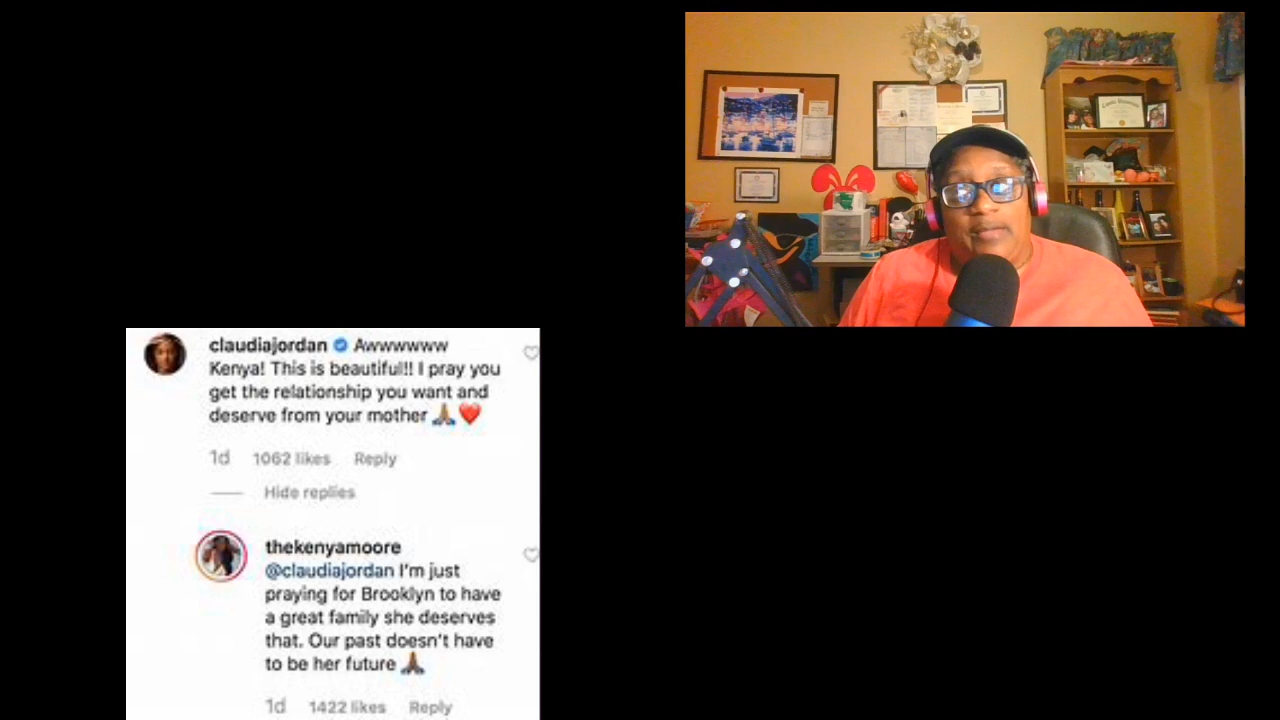 claudiajordan Awwwwww
Kenya! This is beautiful!! I pray you
get the relationship you want and
deserve from your mother 🙏🏽❤️
1d 1062 likes Reply
Hide replies
thekenyamoore
@claudiajordan I'm just
praying for Brooklyn to have
a great family she deserves
that. Our past doesn't have
to be her future 🙏🏾
1d 1422 likes Reply